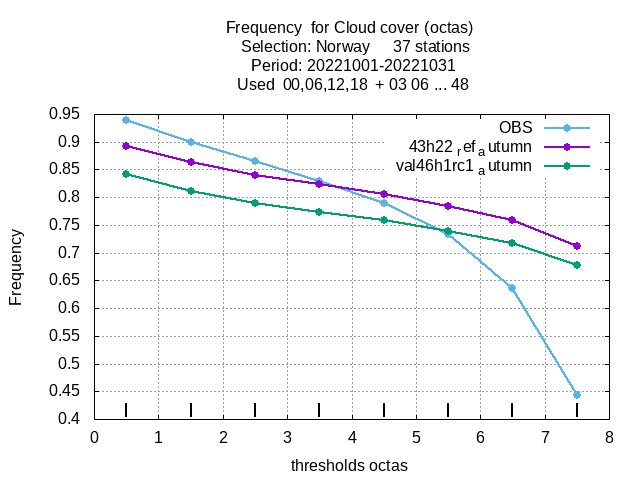 Frequency  for Cloud cover (octas)
Selection: Norway     37 stations
Period: 20221001-20221031
Used  00,06,12,18  + 03 06 ... 48
OBS
43h22 ref a utumn
val46h1rc1 a utumn
0.95
0.9
0.85
0.8
0.75
0.7
0.65
0.6
0.55
0.5
0.45
0.4
Frequency
0 1 2 3 4 5 6 7 8
thresholds octas